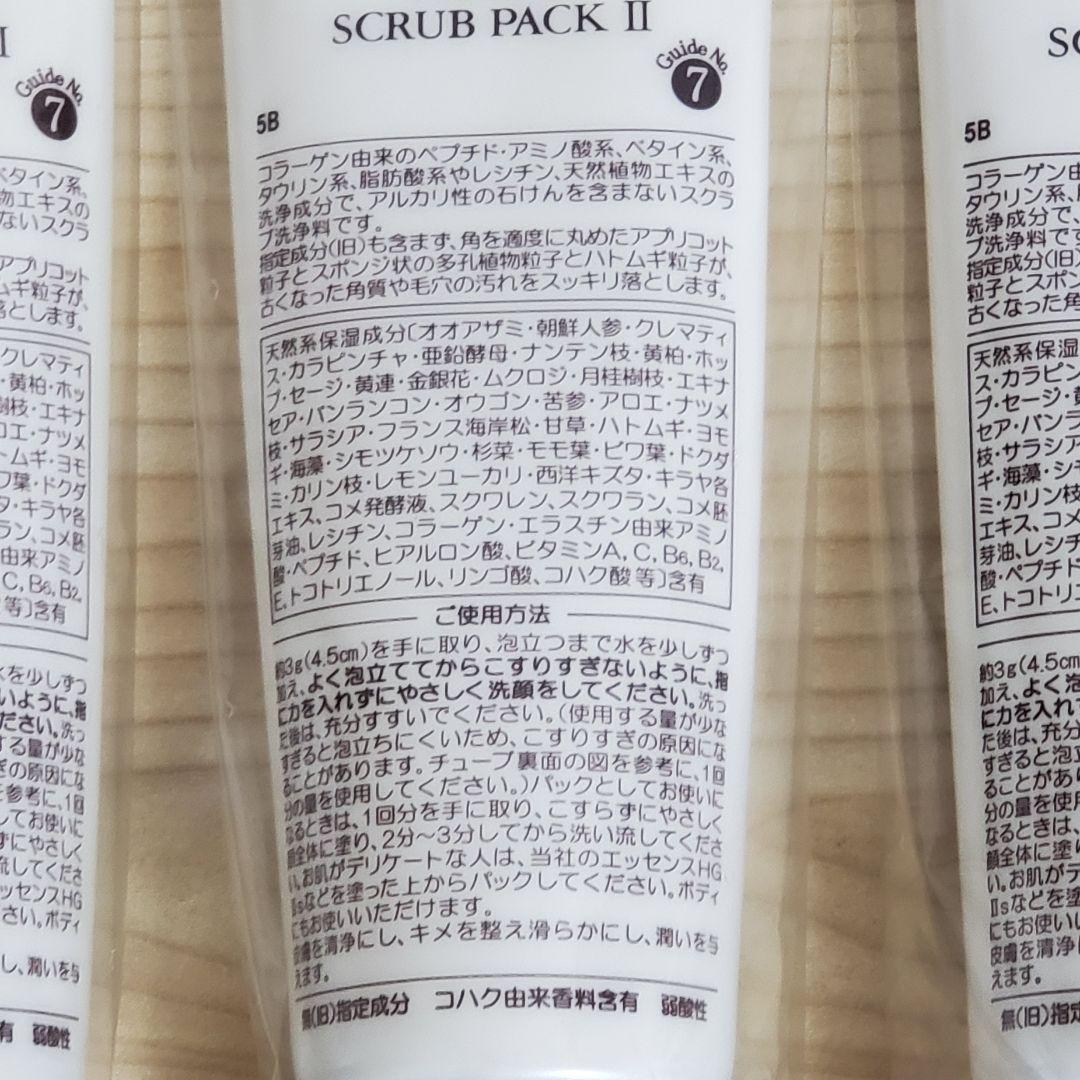 SCRUB PACK II
Guide No.
7
5B
コラーゲン由来のペプチド・アミノ酸系、ベタイン系、
タウリン系、脂肪酸系やレシチン、天然植物エキスの
洗浄成分で、アルカリ性の石けんを含まないスクラ
ブ洗浄料です。
指定成分(旧)も含まず、角を適度に丸めたアプリコット
粒子とスポンジ状の多孔植物粒子とハトムギ粒子が、
古くなった角質や毛穴の汚れをスッキリ落とします。
天然系保湿成分〔オオアザミ・朝鮮人参・クレマティ
ス・カラピンチャ・亜鉛酵母・ナンテン枝・黄柏・ホッ
プ・セージ・黄連・金銀花・ムクロジ・月桂樹枝・エキナ
セア・バンランコン・オウゴン・苦参・アロエ・ナツメ
枝・サラシア・フランス海岸松・甘草・ハトムギ・ヨモ
ギ・海藻・シモツケソウ・杉菜・モモ葉・ビワ葉・ドクダ
ミ・カリン枝・レモンユーカリ・西洋キズタ・キラヤ各
エキス、コメ発酵液、スクワレン、スクワラン、コメ胚
芽油、レシチン、コラーゲン・エラスチン由来アミノ
酸・ペプチド、ヒアルロン酸、ビタミンA,C,B6,B2,
E、トコトリエノール、リンゴ酸、コハク酸 等〕含有
ご使用方法
約3g(4.5cm)を手に取り、泡立つまで水を少しずつ
加え、よく泡立ててからこすりすぎないように、指
に力を入れずにやさしく洗顔をしてください。洗っ
た後は、充分すすいでください。(使用する量が少な
すぎると泡立ちにくいため、こすりすぎの原因にな
ることがあります。チューブ裏面の図を参考に、1回
分の量を使用してください。)パックとしてお使いに
なるときは、1回分を手に取り、こすらずにやさしく
顔全体に塗り、2分〜3分してから洗い流してくださ
い。お肌がデリケートな人は、当社のエッセンスHG
IIsなどを塗った上からパックしてください。ボディ
にもお使いいただけます。
皮膚を清浄にし、キメを整え滑らかにし、潤いを与
えます。
無(旧)指定成分 コハク由来香料含有 弱酸性